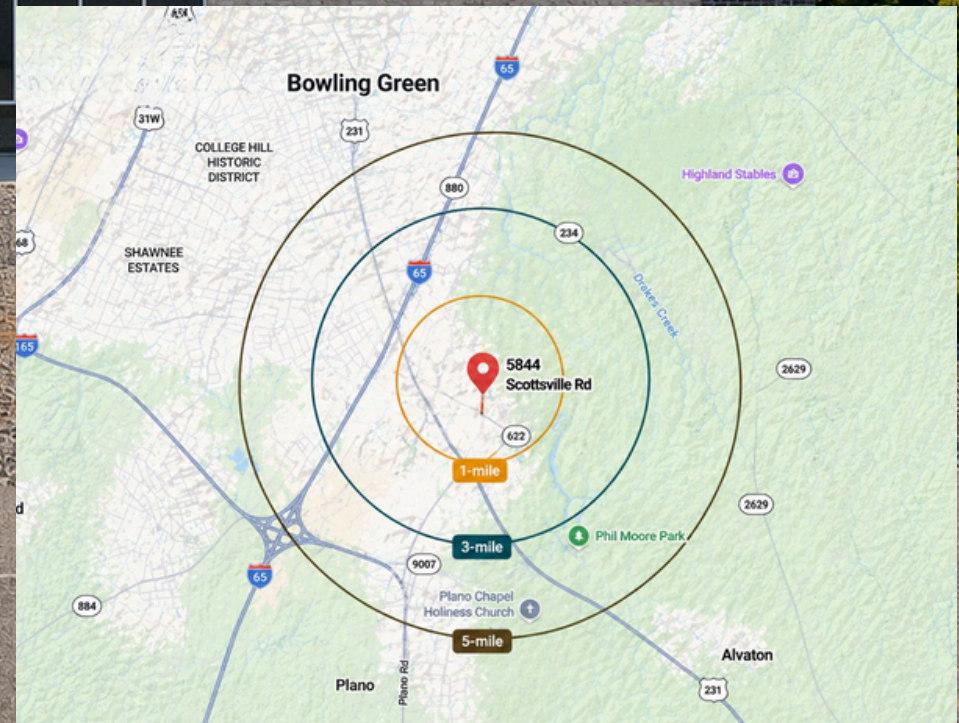 Bowling Green
65
31W
231
COLLEGE HILL
HISTORIC
DISTRICT
880
Highland Stables
68
234
SHAWNEE
ESTATES
65
Drakes Creek
165
5844
Scottsville Rd
2629
622
1-mile
2629
d
Phil Moore Park
3-mile
9007
65
884
Plano Chapel
Holiness Church
5-mile
Alvaton
Plano
Plano Rd
231